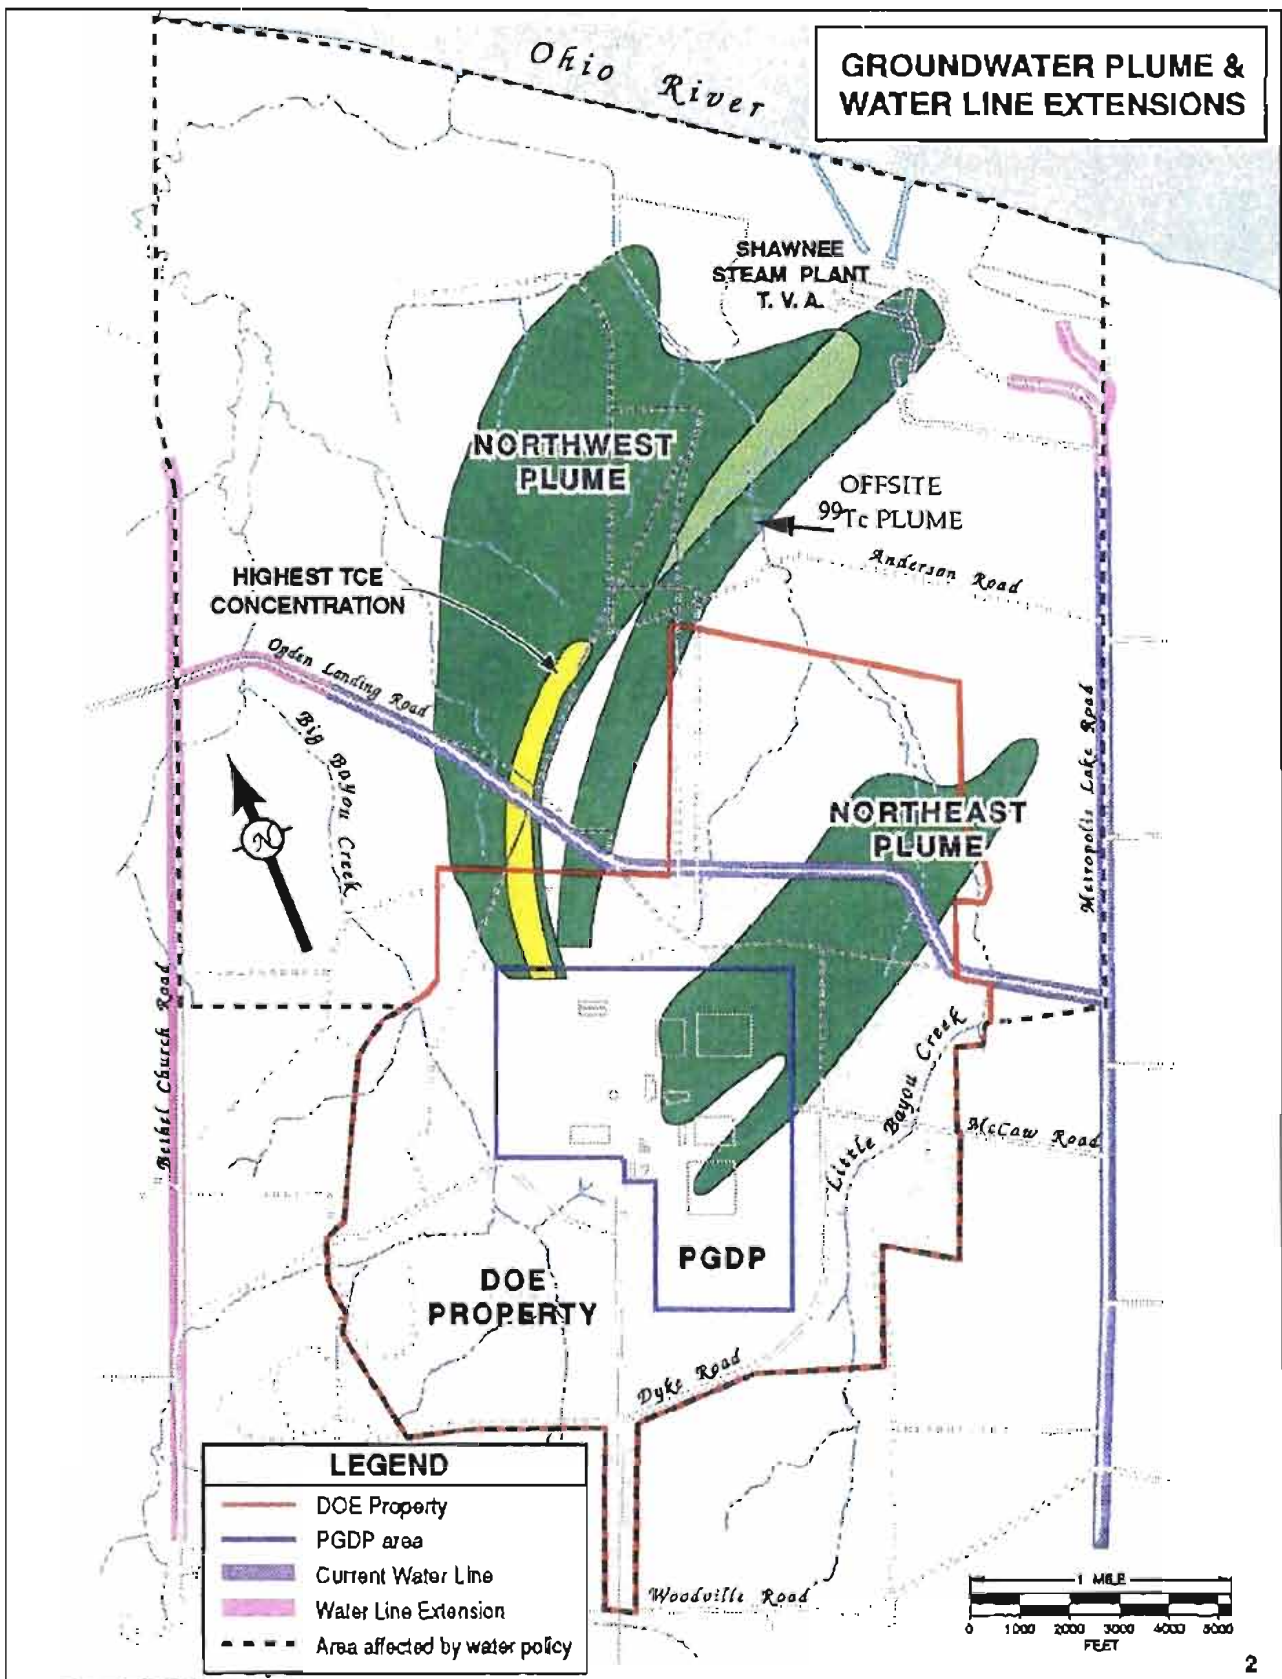 GROUNDWATER PLUME &
WATER LINE EXTENSIONS
Ohio River
SHAWNEE
STEAM PLANT
T. V. A.
NORTHWEST
PLUME
OFFSITE
99Tc PLUME
Anderson Road
HIGHEST TCE
CONCENTRATION
Ogden Landing Road
Big Bayou Creek
Metropolis Lake Road
N
NORTHEAST
PLUME
Bethel Church Road
Little Bayou Creek
McCaw Road
PGDP
DOE
PROPERTY
Dyke Road
Woodville Road
LEGEND
DOE Property
PGDP area
Current Water Line
Water Line Extension
Area affected by water policy
1 MILE
0 1000 2000 3000 4000 5000
FEET
2